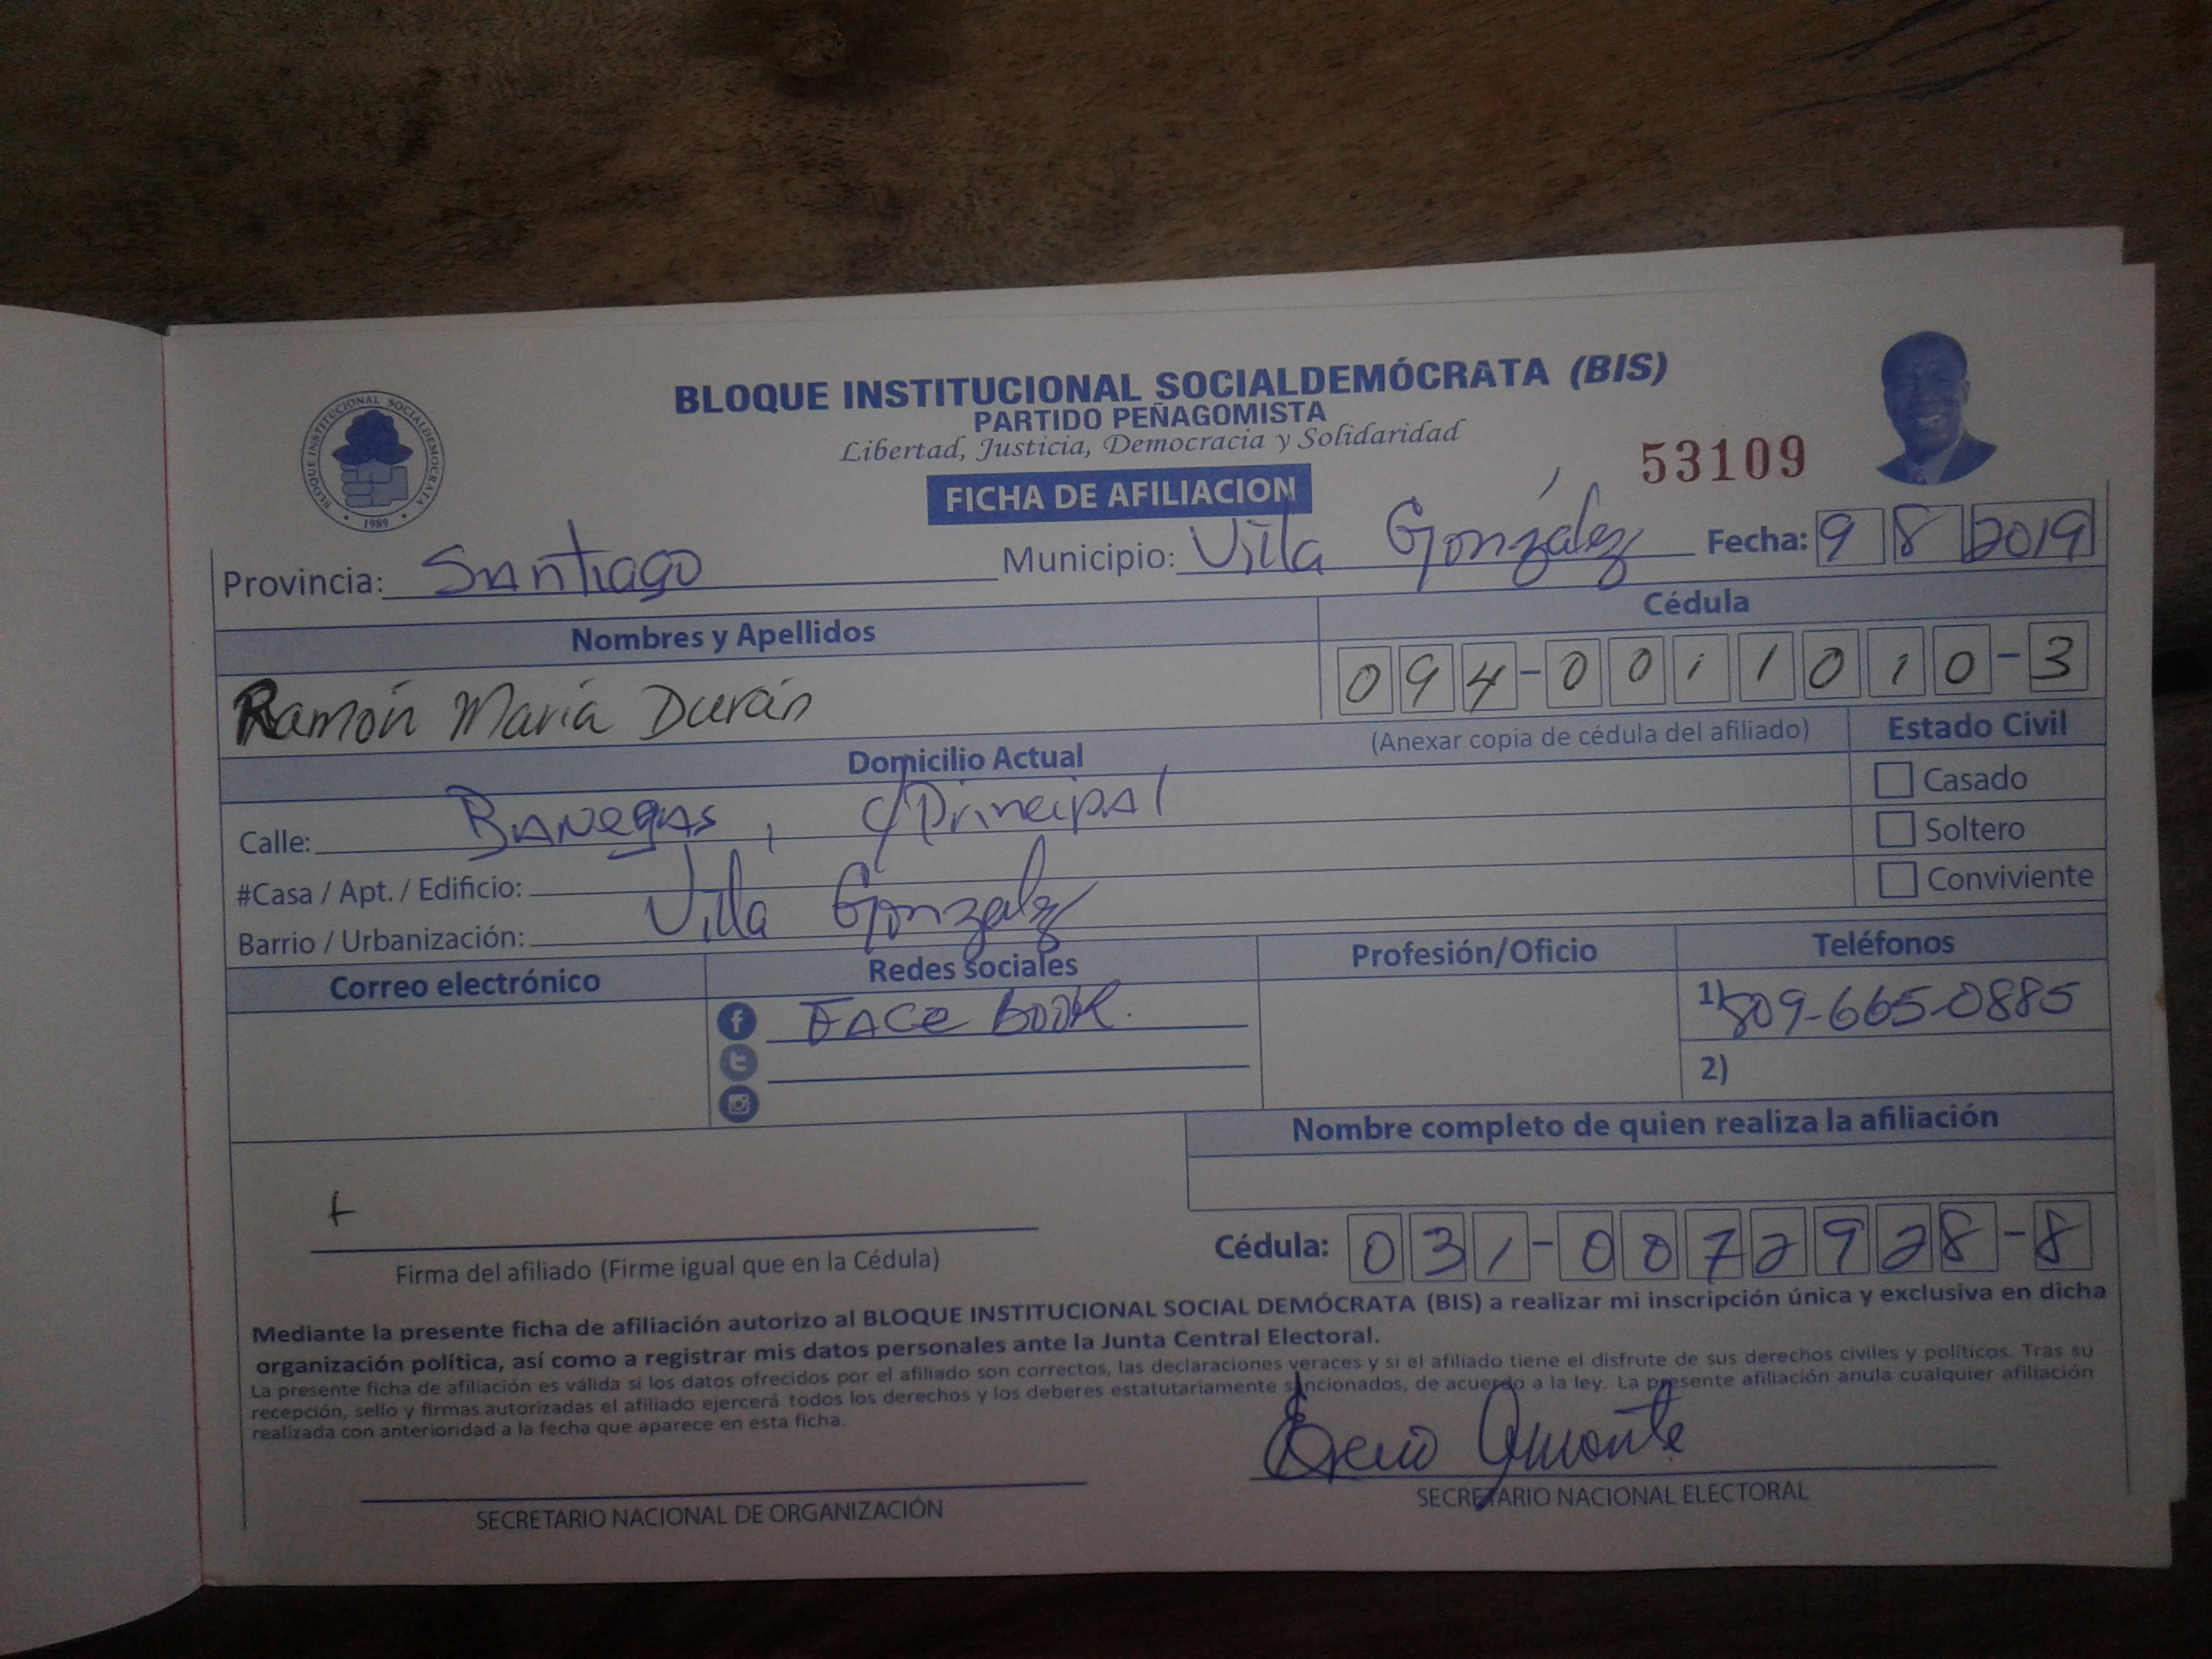 BLOQUE INSTITUCIONAL SOCIALDEMÓCRATA (BIS)
PARTIDO PEÑAGOMISTA
Libertad, Justicia, Democracia y Solidaridad
BLOQUE INSTITUCIONAL SOCIALDEMOCRATA
1989
53109
FICHA DE AFILIACION
Provincia: Santiago Municipio: Villa González Fecha: 9 8 2019
Nombres y Apellidos Cédula
Ramón Maria Durán 094-0011010-3
(Anexar copia de cédula del afiliado)
Domicilio Actual Estado Civil
Calle: Banegas, c/Principal Casado
#Casa / Apt. / Edificio: Soltero
Barrio / Urbanización: Villa Gonzalez Conviviente
Correo electrónico Redes sociales Profesión/Oficio Teléfonos
FACE BOOK. 1) 809-665-0885
2)
Nombre completo de quien realiza la afiliación
Cédula: 031-0072928-8
Firma del afiliado (Firme igual que en la Cédula)
Mediante la presente ficha de afiliación autorizo al BLOQUE INSTITUCIONAL SOCIAL DEMÓCRATA (BIS) a realizar mi inscripción única y exclusiva en dicha
organización política, así como a registrar mis datos personales ante la Junta Central Electoral.
La presente ficha de afiliación es válida si los datos ofrecidos por el afiliado son correctos, las declaraciones veraces y si el afiliado tiene el disfrute de sus derechos civiles y políticos. Tras su
recepción, sello y firmas autorizadas el afiliado ejercerá todos los derechos y los deberes estatutariamente sancionados, de acuerdo a la ley. La presente afiliación anula cualquier afiliación
realizada con anterioridad a la fecha que aparece en esta ficha.
SECRETARIO NACIONAL DE ORGANIZACIÓN SECRETARIO NACIONAL ELECTORAL